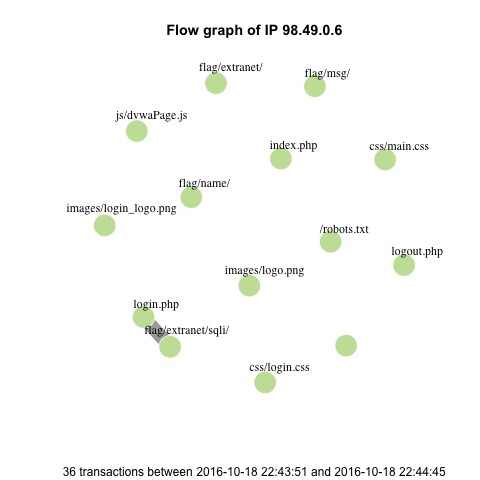 Flow graph of IP 98.49.0.6
flag/extranet/
flag/msg/
js/dvwaPage.js
index.php
css/main.css
flag/name/
images/login_logo.png
/robots.txt
logout.php
images/logo.png
login.php
flag/extranet/sqli/
css/login.css
36 transactions between 2016-10-18 22:43:51 and 2016-10-18 22:44:45